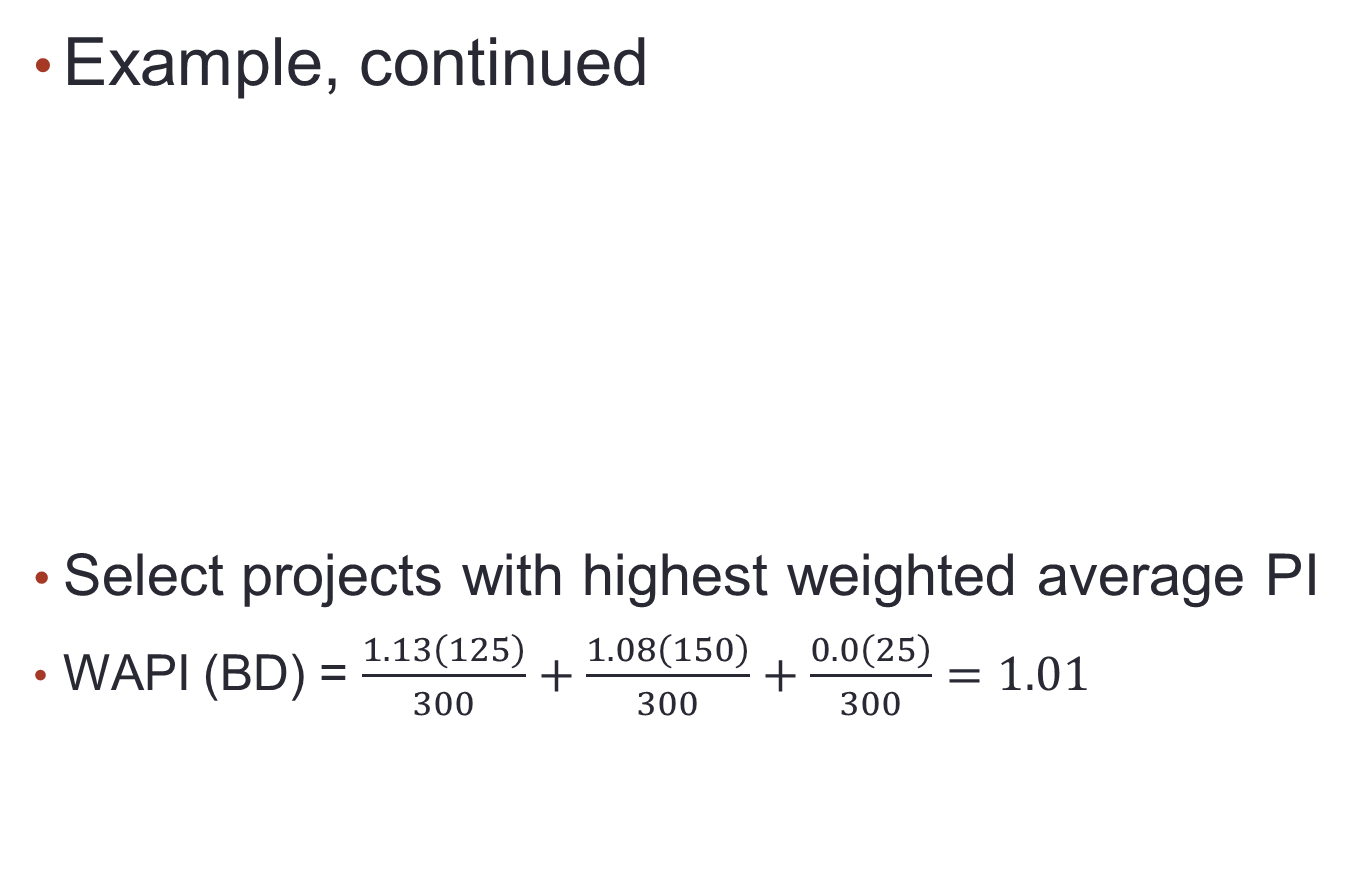 • Example, continued
• Select projects with highest weighted average PI
• WAPI (BD) = 1.13(125)/300 + 1.08(150)/300 + 0.0(25)/300 = 1.01